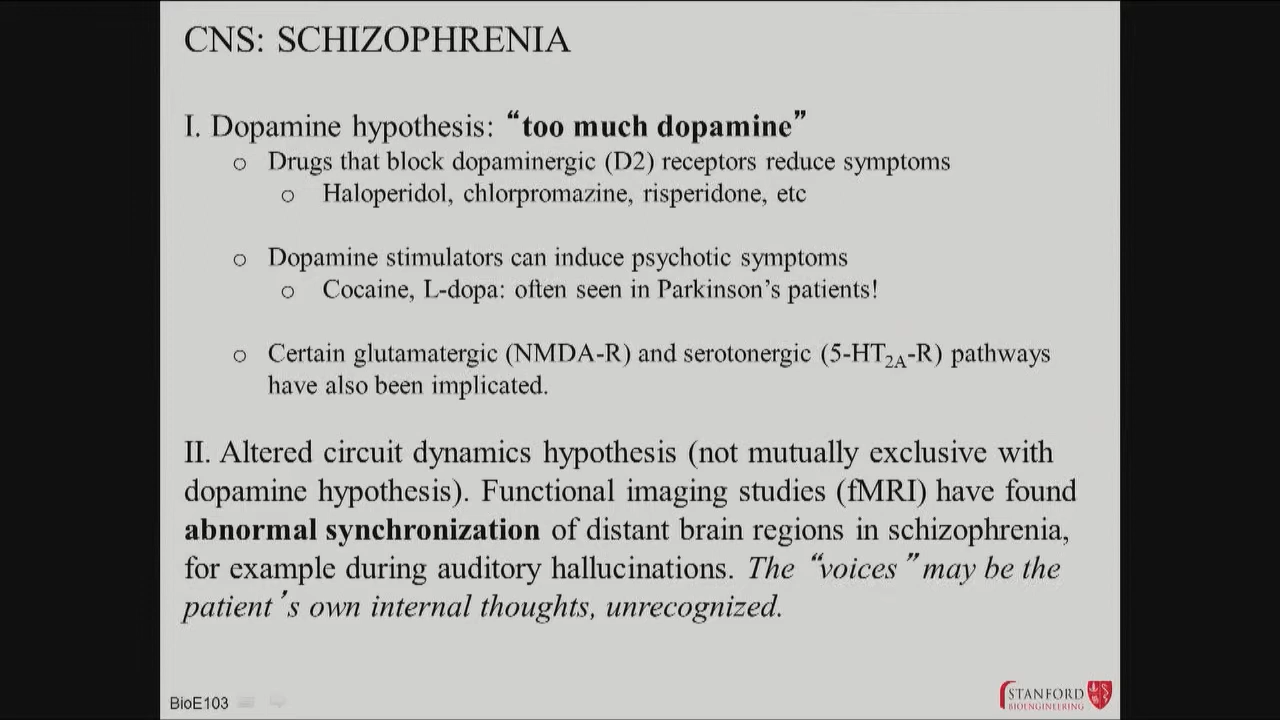 CNS: SCHIZOPHRENIA
I. Dopamine hypothesis: “too much dopamine”
o Drugs that block dopaminergic (D2) receptors reduce symptoms
o Haloperidol, chlorpromazine, risperidone, etc
o Dopamine stimulators can induce psychotic symptoms
o Cocaine, L-dopa: often seen in Parkinson’s patients!
o Certain glutamatergic (NMDA-R) and serotonergic (5-HT2A-R) pathways
have also been implicated.
II. Altered circuit dynamics hypothesis (not mutually exclusive with
dopamine hypothesis). Functional imaging studies (fMRI) have found
abnormal synchronization of distant brain regions in schizophrenia,
for example during auditory hallucinations. The “voices” may be the
patient’s own internal thoughts, unrecognized.
BioE103
STANFORD
BIOENGINEERING